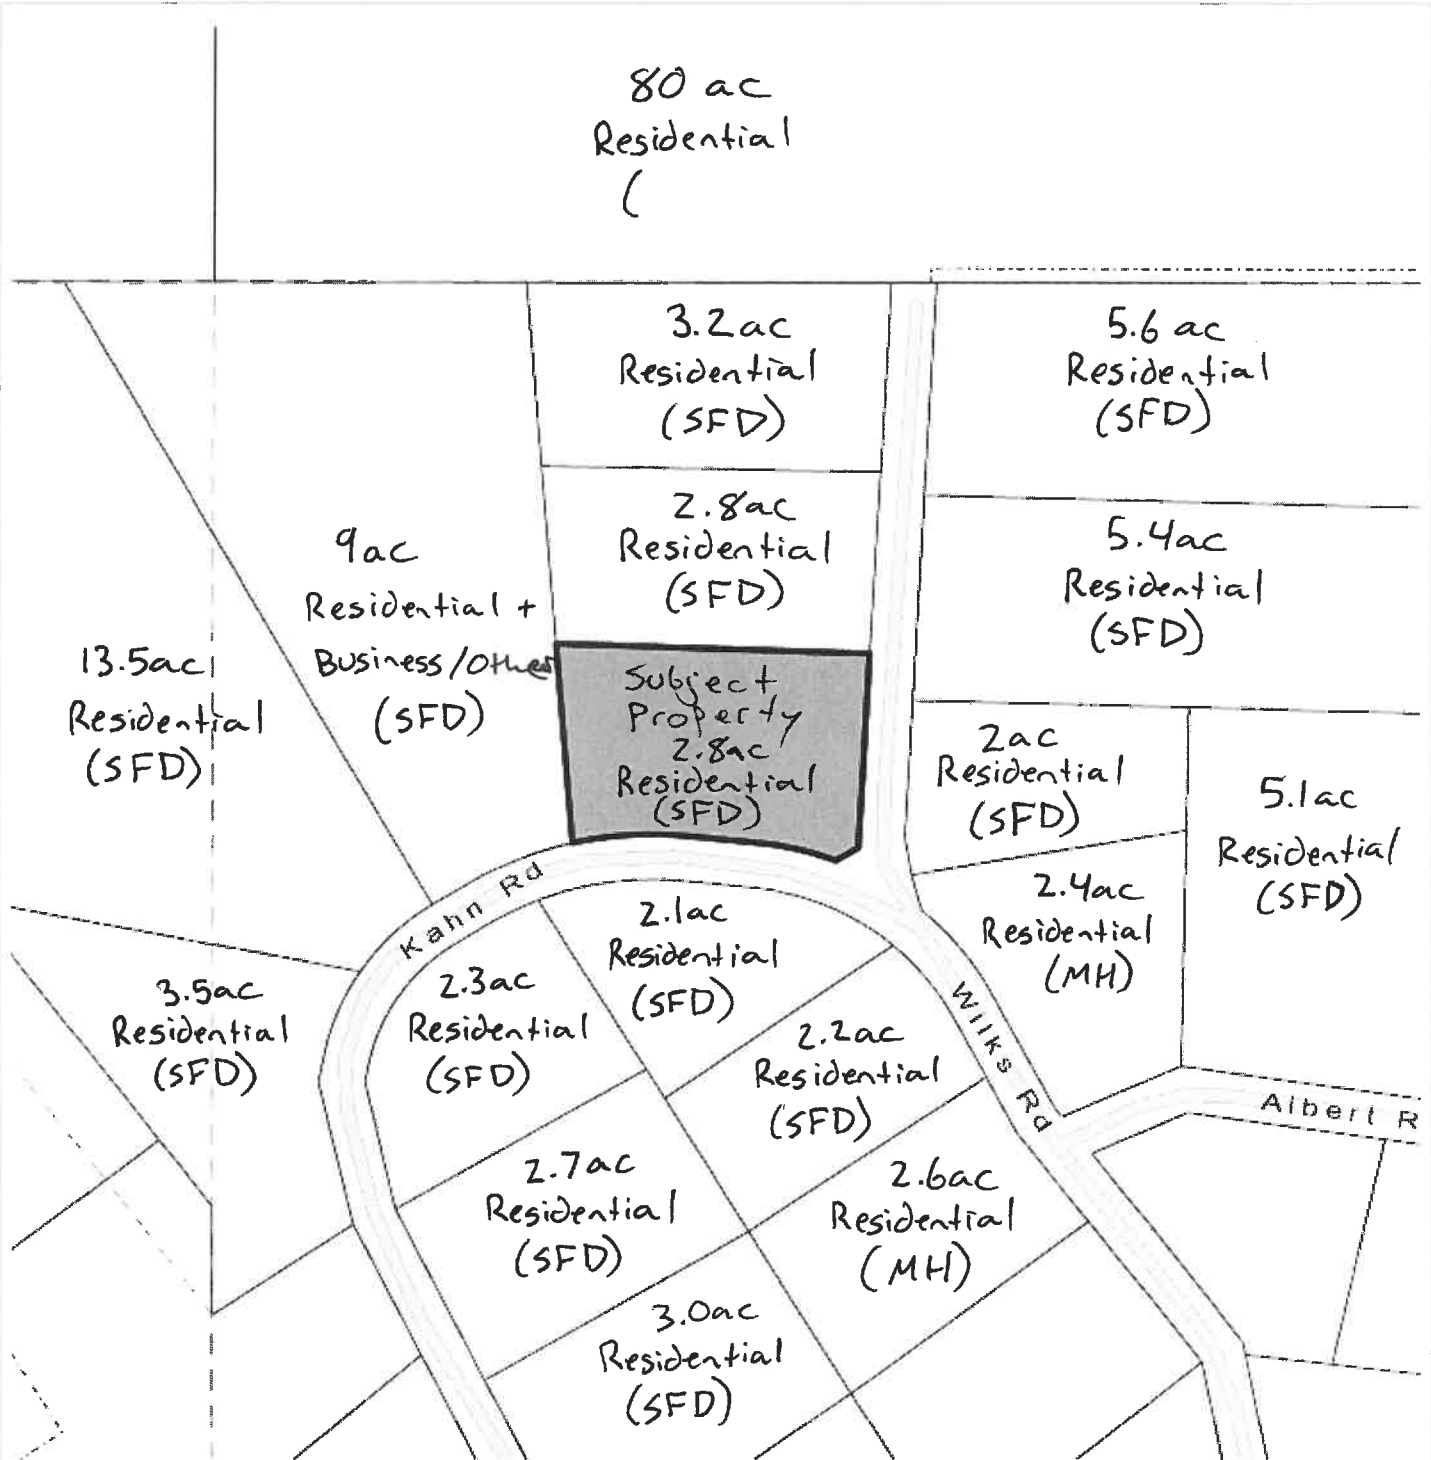 80 ac
Residential
(
3.2ac
Residential
(SFD)
5.6 ac
Residential
(SFD)
2.8ac
Residential
(SFD)
5.4ac
Residential
(SFD)
9ac
Residential +
Business/Other
(SFD)
13.5ac
Residential
(SFD)
Subject
Property
2.8ac
Residential
(SFD)
2ac
Residential
(SFD)
5.1ac
Residential
(SFD)
2.4ac
Residential
(MH)
Kahn Rd
2.1ac
Residential
(SFD)
2.3ac
Residential
(SFD)
3.5ac
Residential
(SFD)
Wilks Rd
2.2ac
Residential
(SFD)
Albert R
2.7ac
Residential
(SFD)
2.6ac
Residential
(MH)
3.0ac
Residential
(SFD)